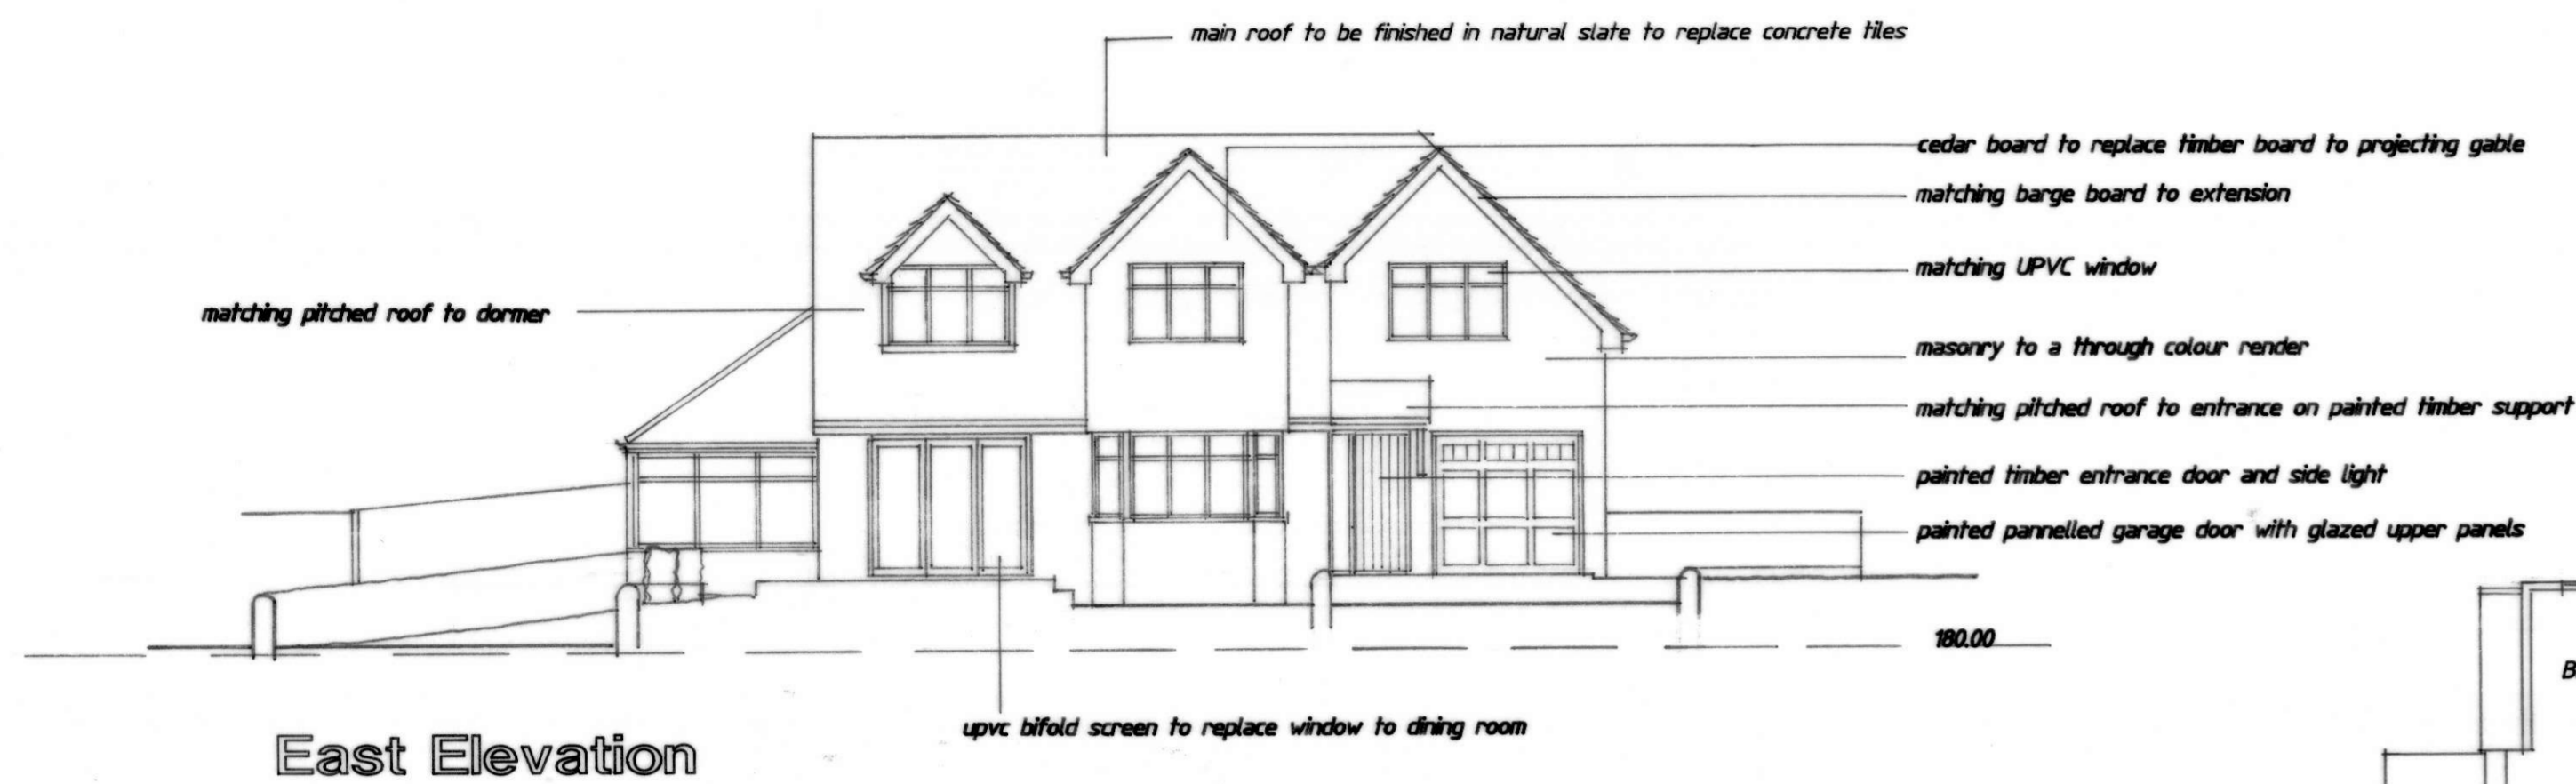 main roof to be finished in natural slate to replace concrete tiles
cedar board to replace timber board to projecting gable
matching barge board to extension
matching UPVC window
matching pitched roof to dormer
masonry to a through colour render
matching pitched roof to entrance on painted timber support
painted timber entrance door and side light
painted pannelled garage door with glazed upper panels
180.00
B
upvc bifold screen to replace window to dining room
East Elevation